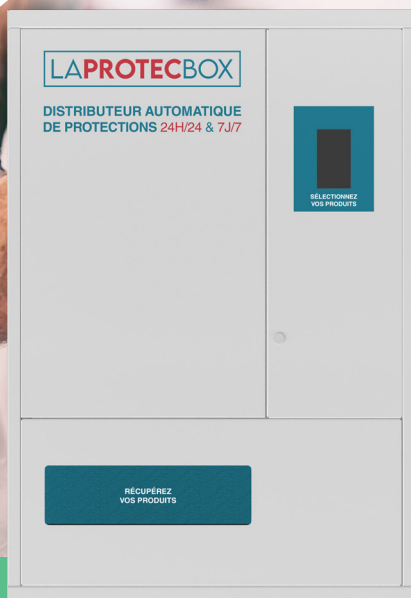 LAPROTECBOX
DISTRIBUTEUR AUTOMATIQUE
DE PROTECTIONS 24H/24 & 7J/7
SÉLECTIONNEZ
VOS PRODUITS
RÉCUPÉREZ
VOS PRODUITS